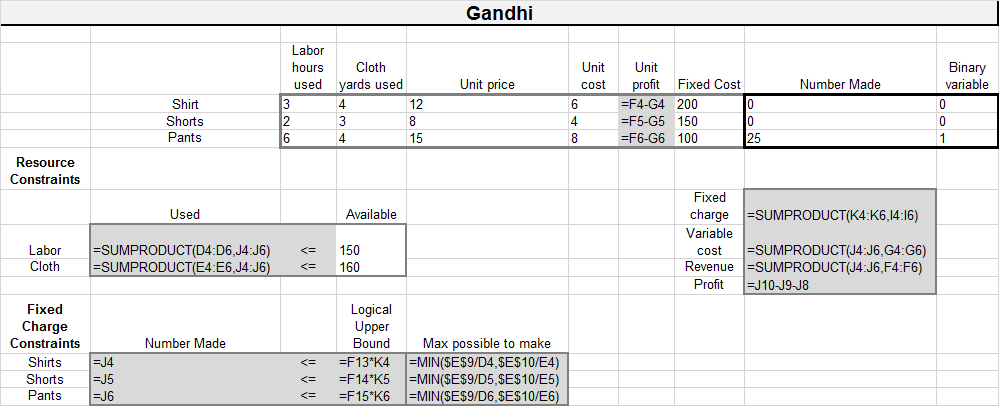 Gandhi
Labor
hours
used
Cloth
yards used
Unit price
Unit
cost
Unit
profit
Fixed Cost
Number Made
Binary
variable
Shirt 3 4 12 6 =F4-G4 200 0 0
Shorts 2 3 8 4 =F5-G5 150 0 0
Pants 6 4 15 8 =F6-G6 100 25 1
Resource
Constraints
Used Available
Labor =SUMPRODUCT(D4:D6,J4:J6) <= 150
Cloth =SUMPRODUCT(E4:E6,J4:J6) <= 160
Fixed
charge =SUMPRODUCT(K4:K6,I4:I6)
Variable
cost =SUMPRODUCT(J4:J6,G4:G6)
Revenue =SUMPRODUCT(J4:J6,F4:F6)
Profit =J10-J9-J8
Fixed
Charge
Constraints
Number Made
Logical
Upper
Bound
Max possible to make
Shirts =J4 <= =F13*K4 =MIN($E$9/D4,$E$10/E4)
Shorts =J5 <= =F14*K5 =MIN($E$9/D5,$E$10/E5)
Pants =J6 <= =F15*K6 =MIN($E$9/D6,$E$10/E6)